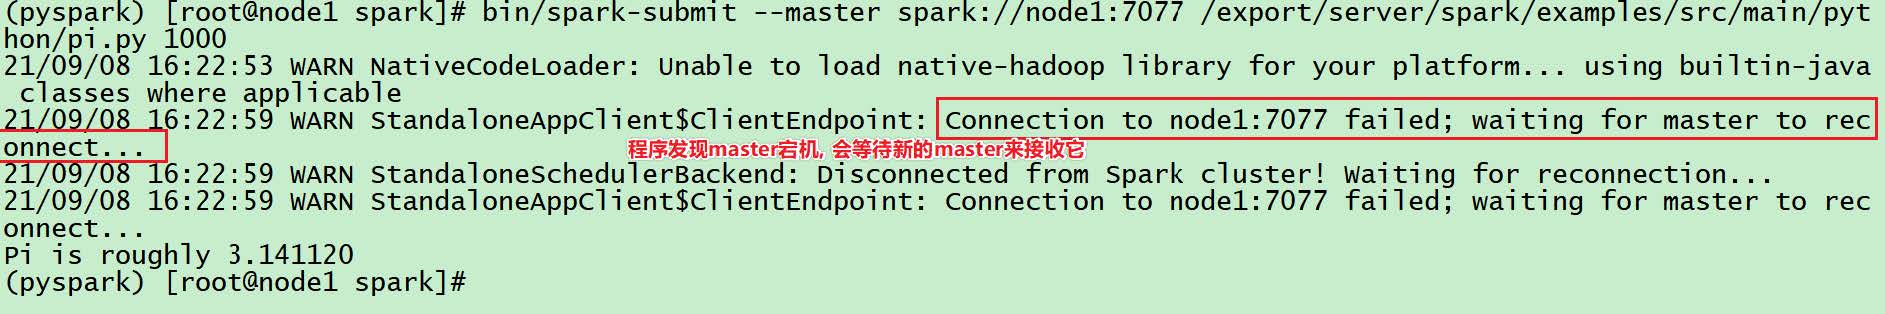 (pyspark) [root@node1 spark]# bin/spark-submit --master spark://node1:7077 /export/server/spark/examples/src/main/pyt
hon/pi.py 1000
21/09/08 16:22:53 WARN NativeCodeLoader: Unable to load native-hadoop library for your platform... using builtin-java
 classes where applicable
21/09/08 16:22:59 WARN StandaloneAppClient$ClientEndpoint: Connection to node1:7077 failed; waiting for master to rec
onnect...
程序发现master宕机, 会等待新的master来接收它
21/09/08 16:22:59 WARN StandaloneSchedulerBackend: Disconnected from Spark cluster! Waiting for reconnection...
21/09/08 16:22:59 WARN StandaloneAppClient$ClientEndpoint: Connection to node1:7077 failed; waiting for master to rec
onnect...
Pi is roughly 3.141120
(pyspark) [root@node1 spark]#